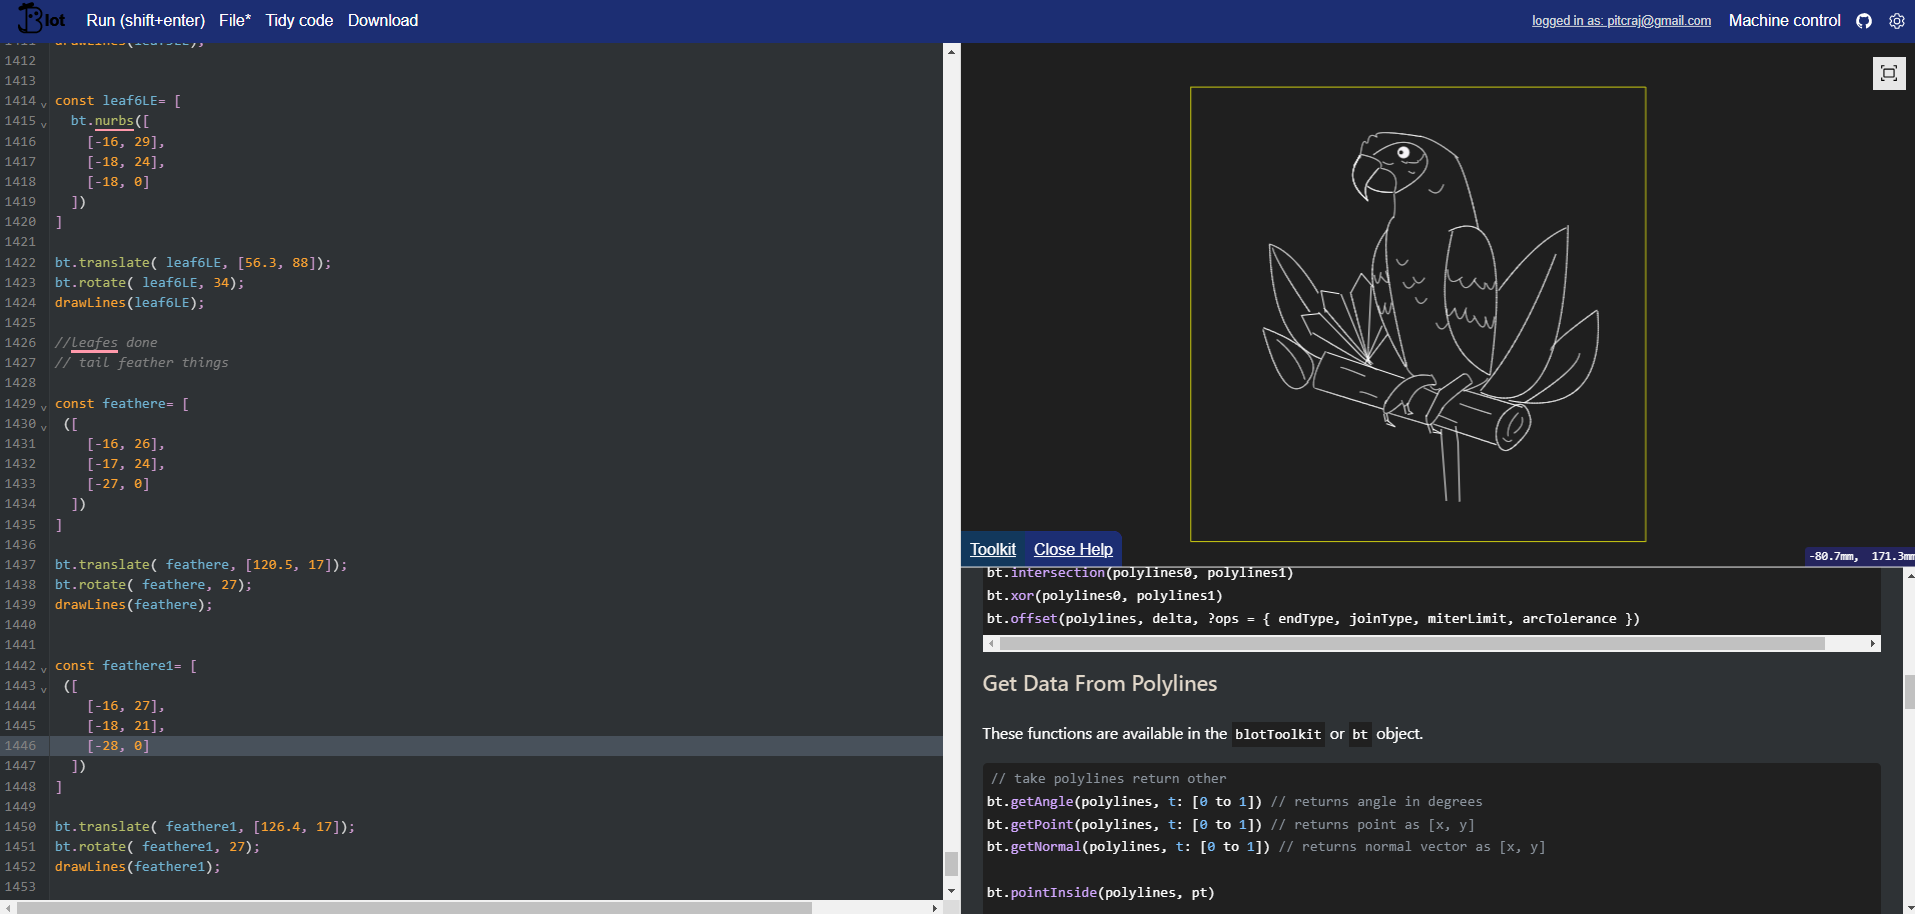 Blot Run (shift+enter) File* Tidy code Download logged in as: pitcraj@gmail.com Machine control
1412
1413
1414 const leaf6LE= [
1415 bt.nurbs([
1416 [-16, 29],
1417 [-18, 24],
1418 [-18, 0]
1419 ])
1420 ]
1421
1422 bt.translate( leaf6LE, [56.3, 88]);
1423 bt.rotate( leaf6LE, 34);
1424 drawLines(leaf6LE);
1425
1426 //leafes done
1427 // tail feather things
1428
1429 const feathere= [
1430 ([
1431 [-16, 26],
1432 [-17, 24],
1433 [-27, 0]
1434 ])
1435 ]
1436
1437 bt.translate( feathere, [120.5, 17]);
1438 bt.rotate( feathere, 27);
1439 drawLines(feathere);
1440
1441
1442 const feathere1= [
1443 ([
1444 [-16, 27],
1445 [-18, 21],
1446 [-28, 0]
1447 ])
1448 ]
1449
1450 bt.translate( feathere1, [126.4, 17]);
1451 bt.rotate( feathere1, 27);
1452 drawLines(feathere1);
1453
Toolkit Close Help
-80.7mm, 171.3mm
bt.intersection(polylines0, polylines1)
bt.xor(polylines0, polylines1)
bt.offset(polylines, delta, ?ops = { endType, joinType, miterLimit, arcTolerance })
Get Data From Polylines
These functions are available in the blotToolkit or bt object.
// take polylines return other
bt.getAngle(polylines, t: [0 to 1]) // returns angle in degrees
bt.getPoint(polylines, t: [0 to 1]) // returns point as [x, y]
bt.getNormal(polylines, t: [0 to 1]) // returns normal vector as [x, y]
bt.pointInside(polylines, pt)